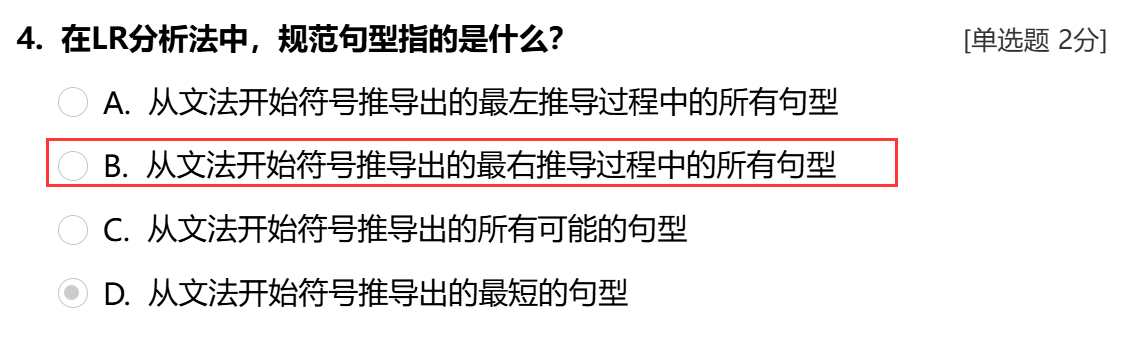 4. 在LR分析法中，规范句型指的是什么？ [单选题 2分]
A. 从文法开始符号推导出的最左推导过程中的所有句型
B. 从文法开始符号推导出的最右推导过程中的所有句型
C. 从文法开始符号推导出的所有可能的句型
D. 从文法开始符号推导出的最短的句型